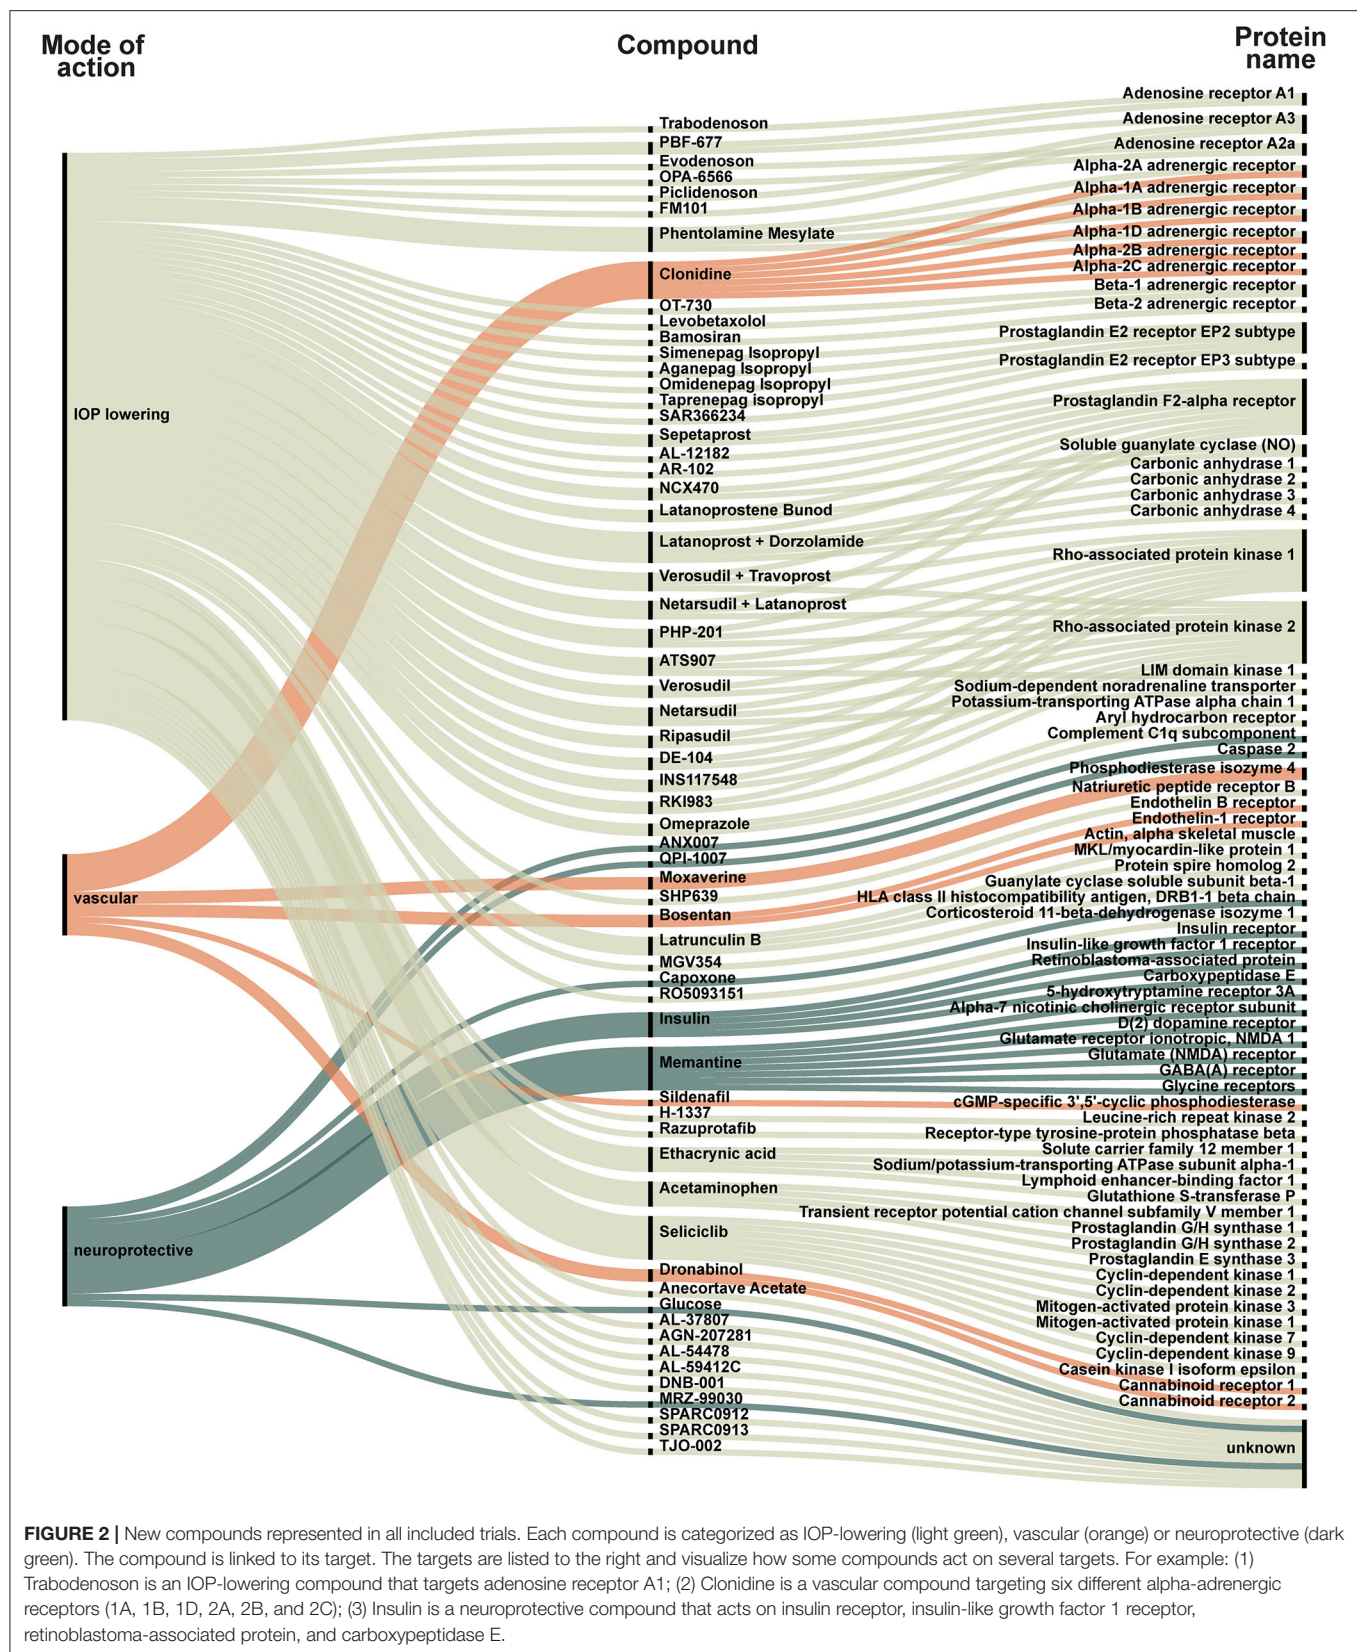 Mode of
action
Compound
Protein
name
IOP lowering
vascular
neuroprotective
Trabodenoson
PBF-677
Evodenoson
OPA-6566
Piclidenoson
FM101
Phentolamine Mesylate
Clonidine
OT-730
Levobetaxolol
Bamosiran
Simenepag Isopropyl
Aganepag Isopropyl
Omidenepag Isopropyl
Taprenepag isopropyl
SAR366234
Sepetaprost
AL-12182
AR-102
NCX470
Latanoprostene Bunod
Latanoprost + Dorzolamide
Verosudil + Travoprost
Netarsudil + Latanoprost
PHP-201
ATS907
Verosudil
Netarsudil
Ripasudil
DE-104
INS117548
RKI983
Omeprazole
ANX007
QPI-1007
Moxaverine
SHP639
Bosentan
Latrunculin B
MGV354
Capoxone
RO5093151
Insulin
Memantine
Sildenafil
H-1337
Razuprotafib
Ethacrynic acid
Acetaminophen
Seliciclib
Dronabinol
Anecortave Acetate
Glucose
AL-37807
AGN-207281
AL-54478
AL-59412C
DNB-001
MRZ-99030
SPARC0912
SPARC0913
TJO-002
Adenosine receptor A1
Adenosine receptor A3
Adenosine receptor A2a
Alpha-2A adrenergic receptor
Alpha-1A adrenergic receptor
Alpha-1B adrenergic receptor
Alpha-1D adrenergic receptor
Alpha-2B adrenergic receptor
Alpha-2C adrenergic receptor
Beta-1 adrenergic receptor
Beta-2 adrenergic receptor
Prostaglandin E2 receptor EP2 subtype
Prostaglandin E2 receptor EP3 subtype
Prostaglandin F2-alpha receptor
Soluble guanylate cyclase (NO)
Carbonic anhydrase 1
Carbonic anhydrase 2
Carbonic anhydrase 3
Carbonic anhydrase 4
Rho-associated protein kinase 1
Rho-associated protein kinase 2
LIM domain kinase 1
Sodium-dependent noradrenaline transporter
Potassium-transporting ATPase alpha chain 1
Aryl hydrocarbon receptor
Complement C1q subcomponent
Caspase 2
Phosphodiesterase isozyme 4
Natriuretic peptide receptor B
Endothelin B receptor
Endothelin-1 receptor
Actin, alpha skeletal muscle
MKL/myocardin-like protein 1
Protein spire homolog 2
Guanylate cyclase soluble subunit beta-1
HLA class II histocompatibility antigen, DRB1-1 beta chain
Corticosteroid 11-beta-dehydrogenase isozyme 1
Insulin receptor
Insulin-like growth factor 1 receptor
Retinoblastoma-associated protein
Carboxypeptidase E
5-hydroxytryptamine receptor 3A
Alpha-7 nicotinic cholinergic receptor subunit
D(2) dopamine receptor
Glutamate receptor ionotropic, NMDA 1
Glutamate (NMDA) receptor
GABA(A) receptor
Glycine receptors
cGMP-specific 3',5'-cyclic phosphodiesterase
Leucine-rich repeat kinase 2
Receptor-type tyrosine-protein phosphatase beta
Solute carrier family 12 member 1
Sodium/potassium-transporting ATPase subunit alpha-1
Lymphoid enhancer-binding factor 1
Glutathione S-transferase P
Transient receptor potential cation channel subfamily V member 1
Prostaglandin G/H synthase 1
Prostaglandin G/H synthase 2
Prostaglandin E synthase 3
Cyclin-dependent kinase 1
Cyclin-dependent kinase 2
Mitogen-activated protein kinase 3
Mitogen-activated protein kinase 1
Cyclin-dependent kinase 7
Cyclin-dependent kinase 9
Casein kinase I isoform epsilon
Cannabinoid receptor 1
Cannabinoid receptor 2
unknown
FIGURE 2 | New compounds represented in all included trials. Each compound is categorized as IOP-lowering (light green), vascular (orange) or neuroprotective (dark
green). The compound is linked to its target. The targets are listed to the right and visualize how some compounds act on several targets. For example: (1)
Trabodenoson is an IOP-lowering compound that targets adenosine receptor A1; (2) Clonidine is a vascular compound targeting six different alpha-adrenergic
receptors (1A, 1B, 1D, 2A, 2B, and 2C); (3) Insulin is a neuroprotective compound that acts on insulin receptor, insulin-like growth factor 1 receptor,
retinoblastoma-associated protein, and carboxypeptidase E.